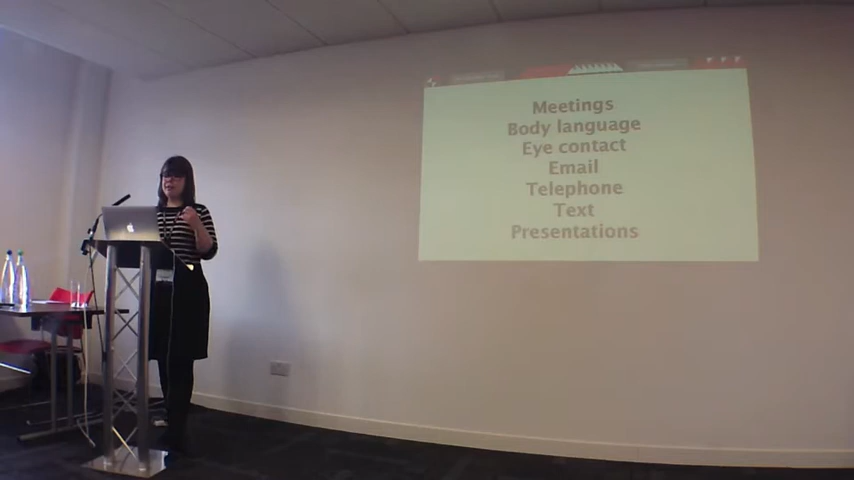 Meetings
Body language
Eye contact
Email
Telephone
Text
Presentations